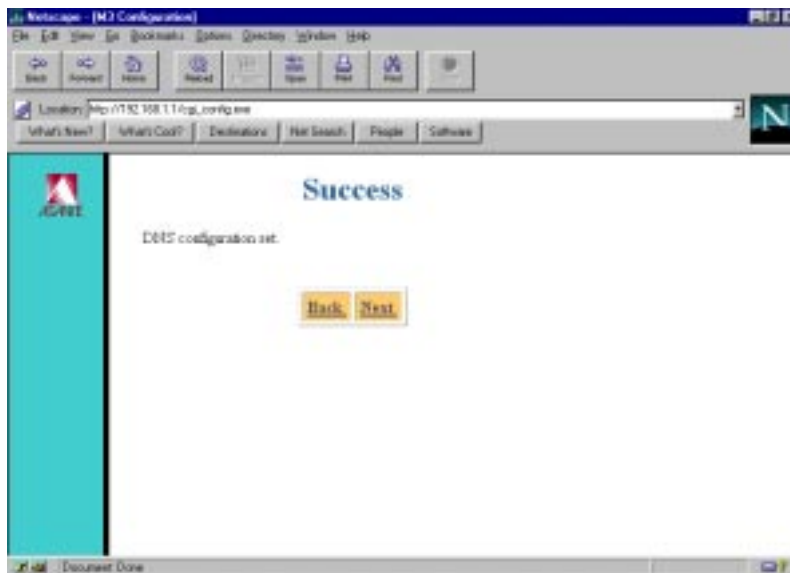 Netscape - [M3 Configuration]
File Edit View Go Bookmarks Options Directory Window Help
Back Forward Home Reload Open Print Find
Location: http://192.168.1.1/cgi_config.exe
What's New? What's Cool? Destinations Net Search People Software
N
ASANTE
Success
DNS configuration set.
Back Next
Document Done